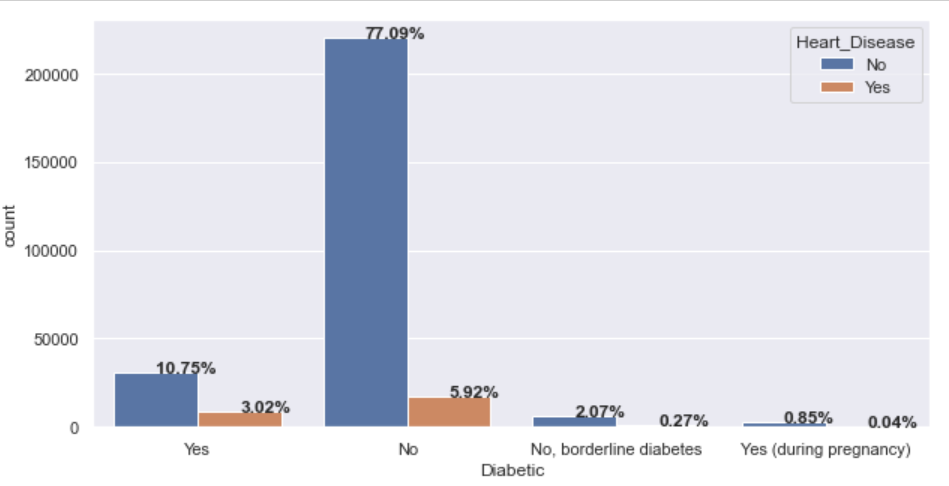 77.09%
Heart_Disease
No
Yes
200000
150000
100000
count
50000
10.75%
5.92%
3.02%
2.07%
0.27%
0.85%
0.04%
0
Yes
No
No, borderline diabetes
Yes (during pregnancy)
Diabetic